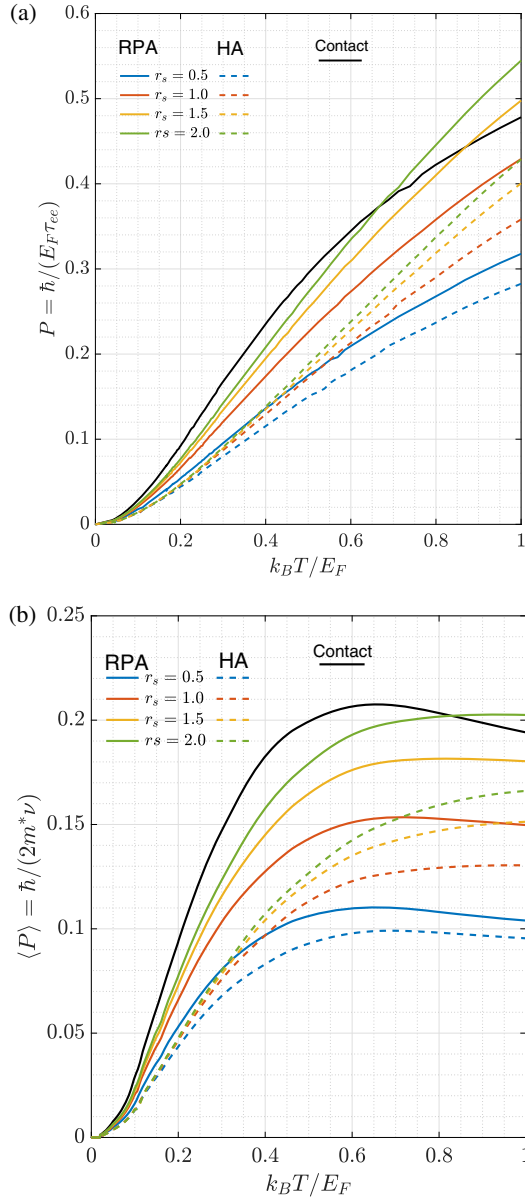 (a)
RPA HA Contact
r_s = 0.5
r_s = 1.0
r_s = 1.5
rs = 2.0
P = ħ/(E_F τ_ee)
0.6
0.5
0.4
0.3
0.2
0.1
0
0 0.2 0.4 0.6 0.8 1
k_BT/E_F
(b)
RPA HA Contact
r_s = 0.5
r_s = 1.0
r_s = 1.5
rs = 2.0
⟨P⟩ = ħ/(2m*ν)
0.25
0.2
0.15
0.1
0.05
0
0 0.2 0.4 0.6 0.8 1
k_BT/E_F